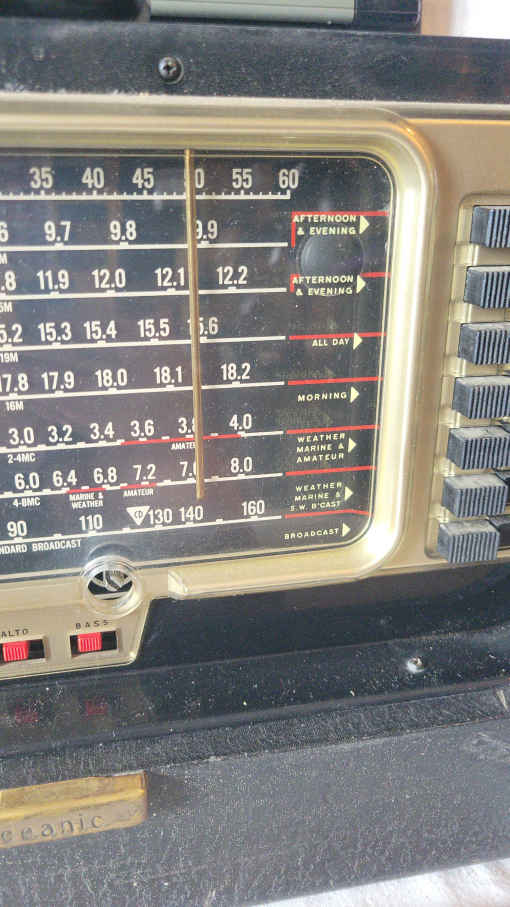 35 40 45 50 55 60
9.7 9.8 9.9
AFTERNOON
& EVENING
11.9 12.0 12.1 12.2
AFTERNOON
& EVENING
15.3 15.4 15.5 15.6
19M
ALL DAY
17.8 17.9 18.0 18.1 18.2
16M
MORNING
3.0 3.2 3.4 3.6 3.8 4.0
2-4MC
AMATEUR
WEATHER
MARINE &
AMATEUR
6.0 6.4 6.8 7.2 8.0
4-8MC
MARINE &
WEATHER
AMATEUR
WEATHER
MARINE &
S.W. B'CAST
90 110 CD 130 140 160
BROADCAST
BROADCAST
ALTO
BASS